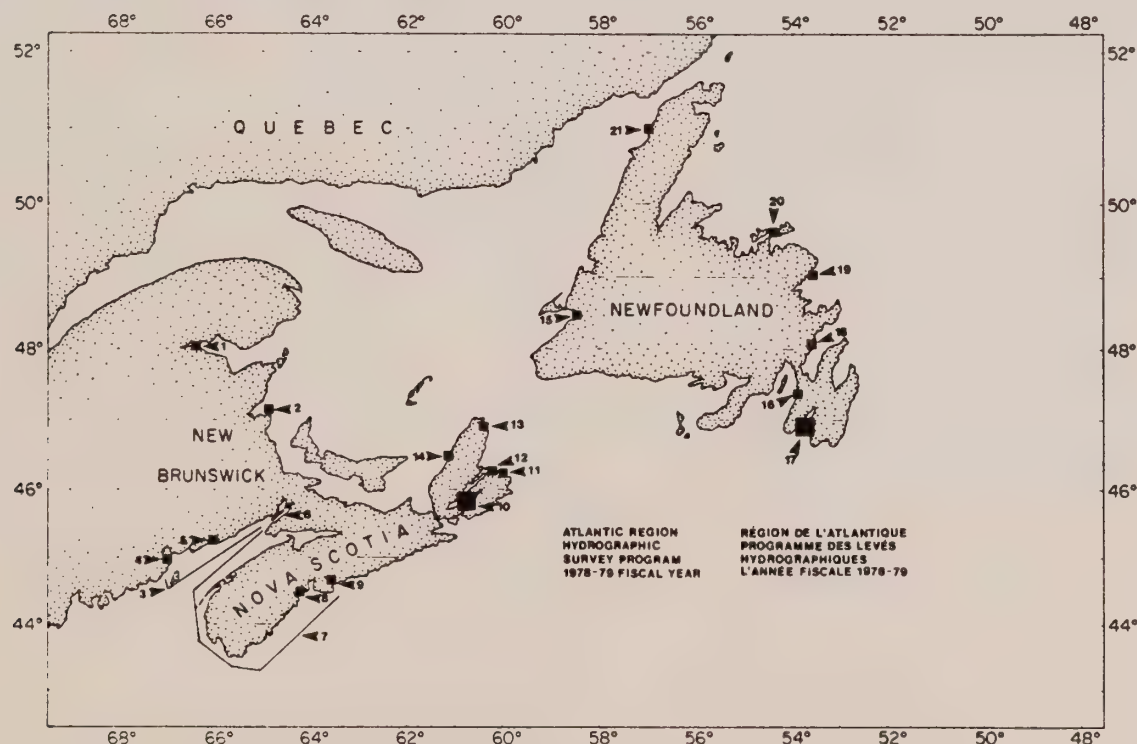 68° 66° 64° 62° 60° 58° 56° 54° 52° 50° 48°
52° 52°
QUEBEC
21
50° 50°
20
19
NEWFOUNDLAND
15
18
48° 1 48°
16
2
13
17
NEW
12
14 11
BRUNSWICK
46° 10 46°
6
5
4
3
NOVA SCOTIA
9
8
7
ATLANTIC REGION
HYDROGRAPHIC
SURVEY PROGRAM
1978-79 FISCAL YEAR
RÉGION DE L'ATLANTIQUE
PROGRAMME DES LEVÉS
HYDROGRAPHIQUES
L'ANNÉE FISCALE 1978-79
44° 44°
68° 66° 64° 62° 60° 58° 56° 54° 52° 50° 48°